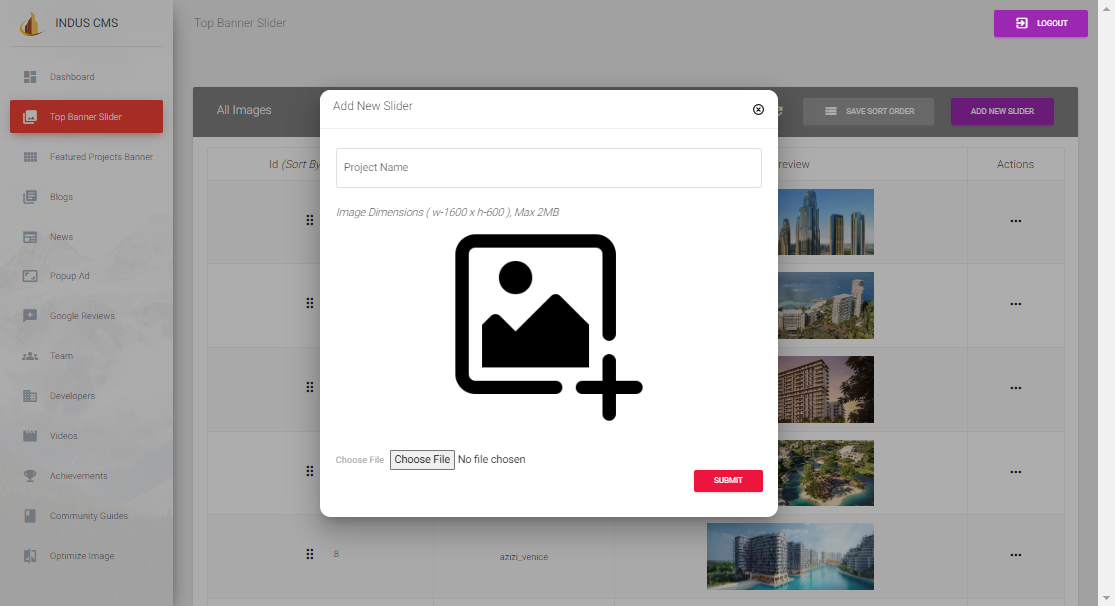 INDUS CMS
Top Banner Slider
LOGOUT
Dashboard
Top Banner Slider
Featured Projects Banner
Blogs
News
Popup Ad
Google Reviews
Team
Developers
Videos
Achievements
Community Guides
Optimize Image
All Images
SAVE SORT ORDER
ADD NEW SLIDER
Id (Sort By
review
Actions
Add New Slider
Project Name
Image Dimensions ( w-1600 x h-600 ), Max 2MB
Choose File Choose File No file chosen
SUBMIT
8
azizi_venice